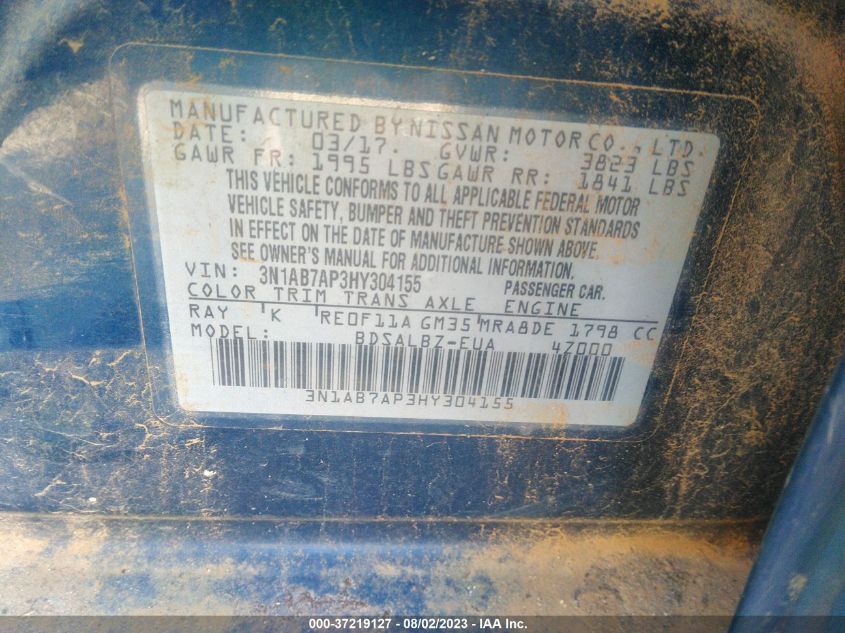 MANUFACTURED BY NISSAN MOTOR CO., LTD.
DATE: 03/17. GVWR: 3823 LBS
GAWR FR: 1995 LBS GAWR RR: 1841 LBS
THIS VEHICLE CONFORMS TO ALL APPLICABLE FEDERAL MOTOR
VEHICLE SAFETY, BUMPER AND THEFT PREVENTION STANDARDS
IN EFFECT ON THE DATE OF MANUFACTURE SHOWN ABOVE.
SEE OWNER'S MANUAL FOR ADDITIONAL INFORMATION.
VIN: 3N1AB7AP3HY304155 PASSENGER CAR.
COLOR TRIM TRANS AXLE ENGINE
RAY K RE0F11A GM35 MRA8DE 1798 CC
MODEL: BDSALBZ-EUA 4Z000
3N1AB7AP3HY304155
000-37219127 - 08/02/2023 - IAA Inc.